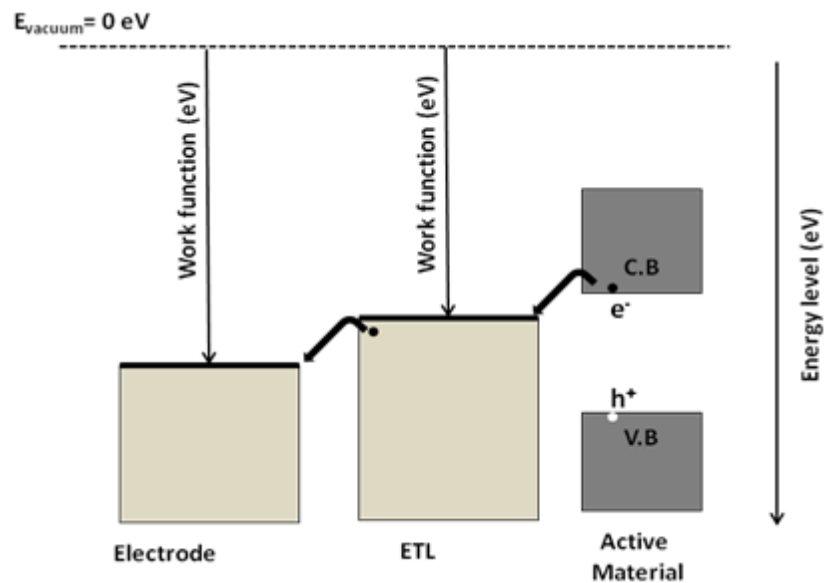 Evacuum= 0 eV
Work function (eV)
Work function (eV)
C.B
e-
h+
V.B
Energy level (eV)
Electrode
ETL
Active
Material